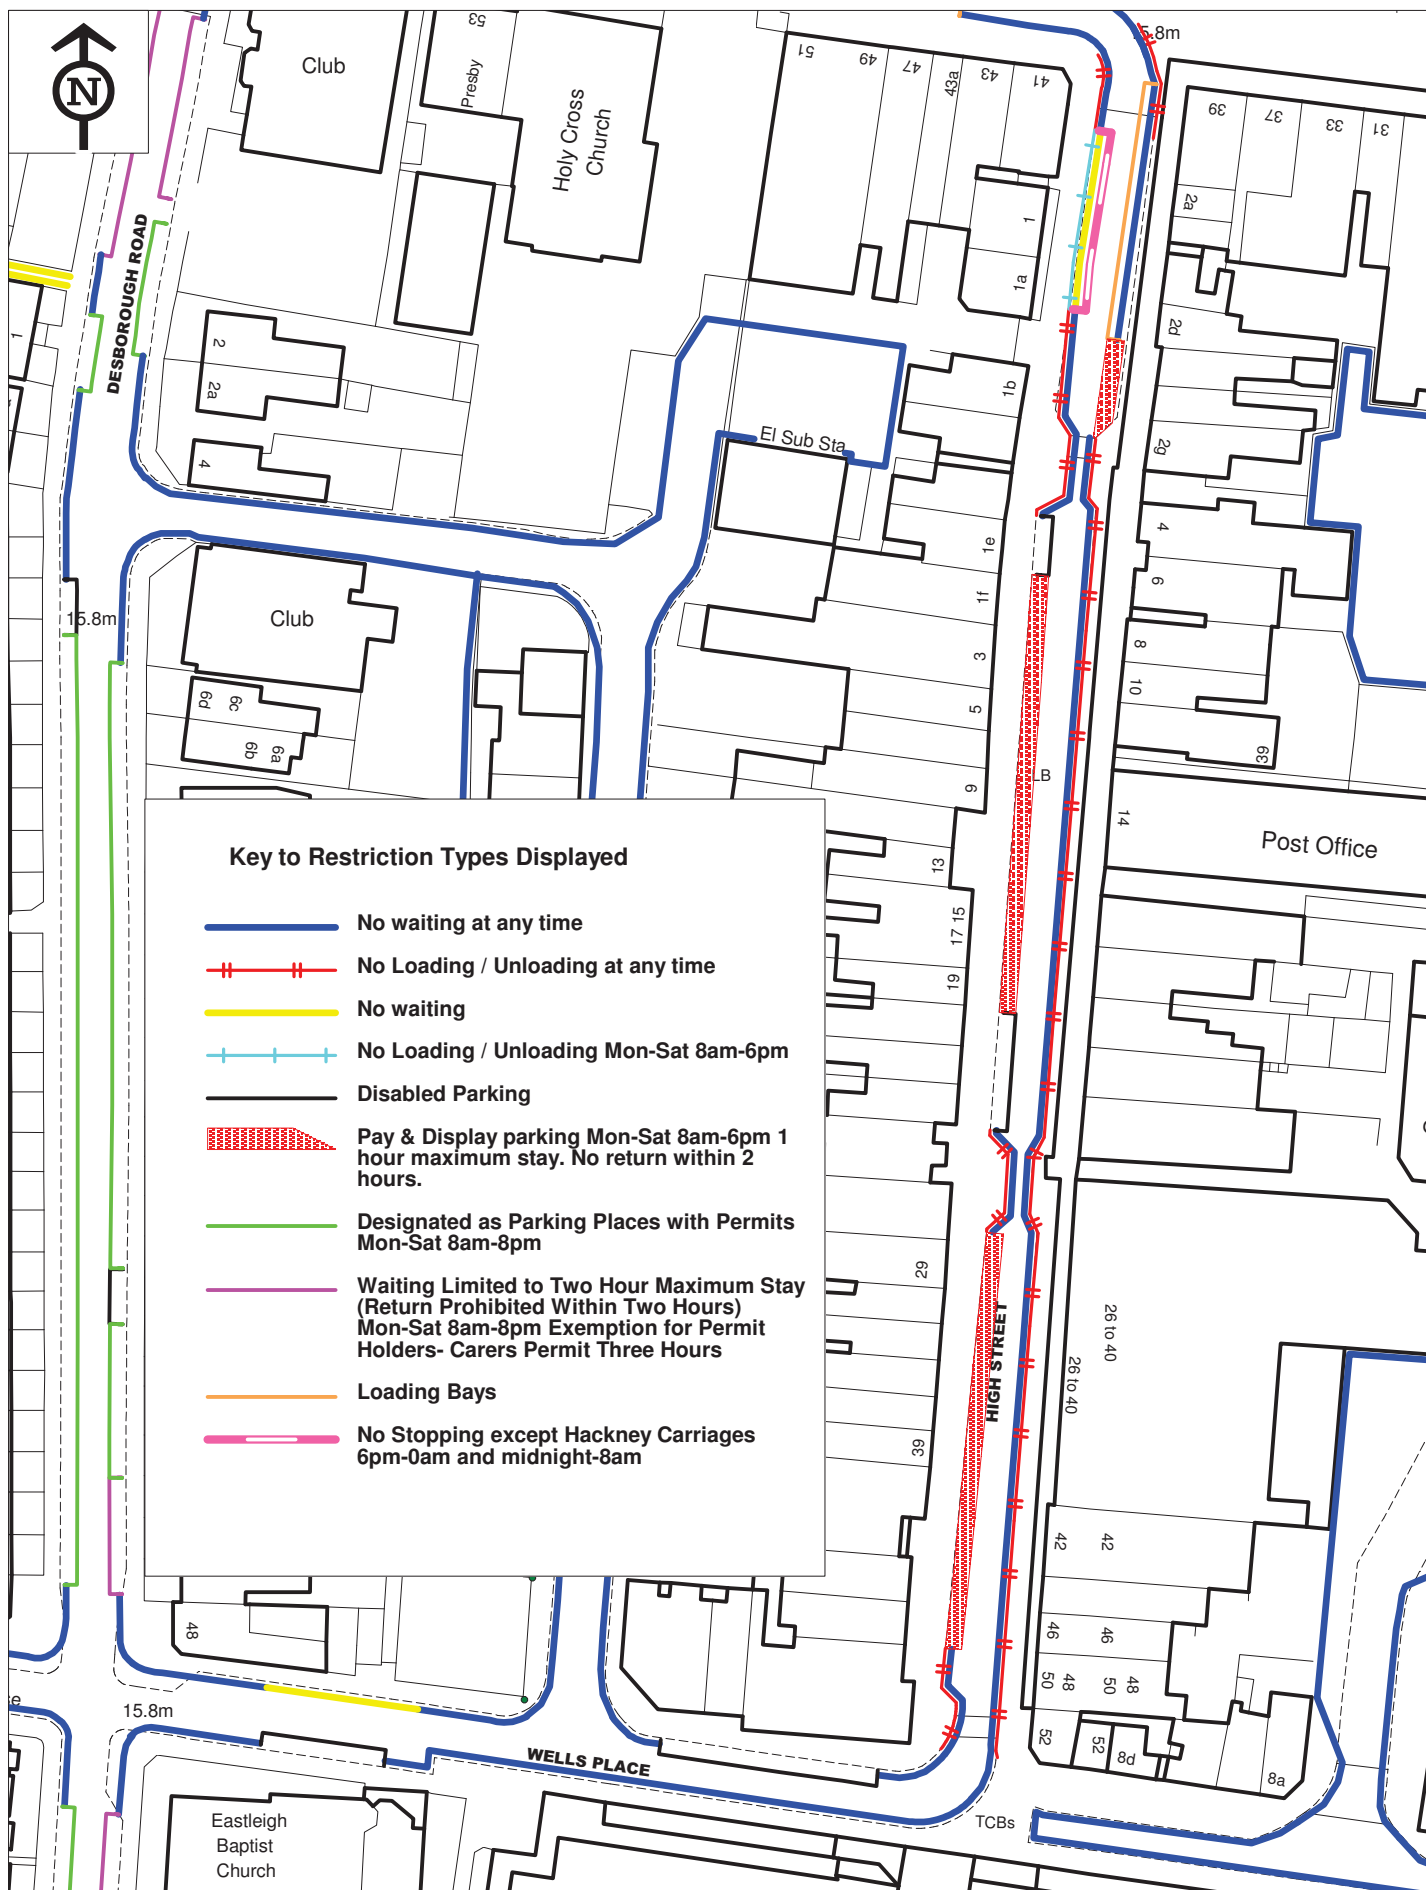 N
53
Presby
Club
Holy Cross
Church
51
49
47
43a
43
41
5.8m
39
37
33
31
2a
1
1a
2d
DESBOROUGH ROAD
1
2
2a
4
1b
El Sub Sta
2g
1e
1f
3
5
9
4
6
8
10
39
15.8m
Club
6d
6c
6b
6a
LB
14
Post Office
13
17 15
19
Key to Restriction Types Displayed
No waiting at any time
No Loading / Unloading at any time
No waiting
No Loading / Unloading Mon-Sat 8am-6pm
Disabled Parking
Pay & Display parking Mon-Sat 8am-6pm 1
hour maximum stay. No return within 2
hours.
Designated as Parking Places with Permits
Mon-Sat 8am-8pm
Waiting Limited to Two Hour Maximum Stay
(Return Prohibited Within Two Hours)
Mon-Sat 8am-8pm Exemption for Permit
Holders- Carers Permit Three Hours
Loading Bays
No Stopping except Hackney Carriages
6pm-0am and midnight-8am
29
HIGH STREET
26 to 40
26 to 40
39
42
42
46
46
48
50
48
50
52
52
8d
8a
48
15.8m
WELLS PLACE
TCBs
Eastleigh
Baptist
Church